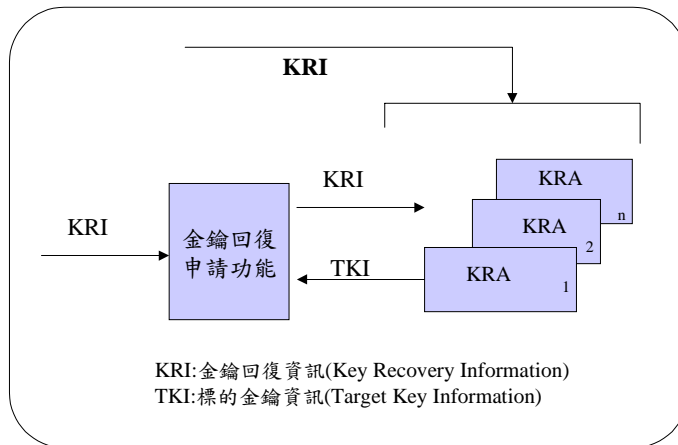 KRI
KRI
KRI
KRA
n
KRA
2
金鑰回復
申請功能
TKI
KRA
1
KRI:金鑰回復資訊(Key Recovery Information)
TKI:標的金鑰資訊(Target Key Information)